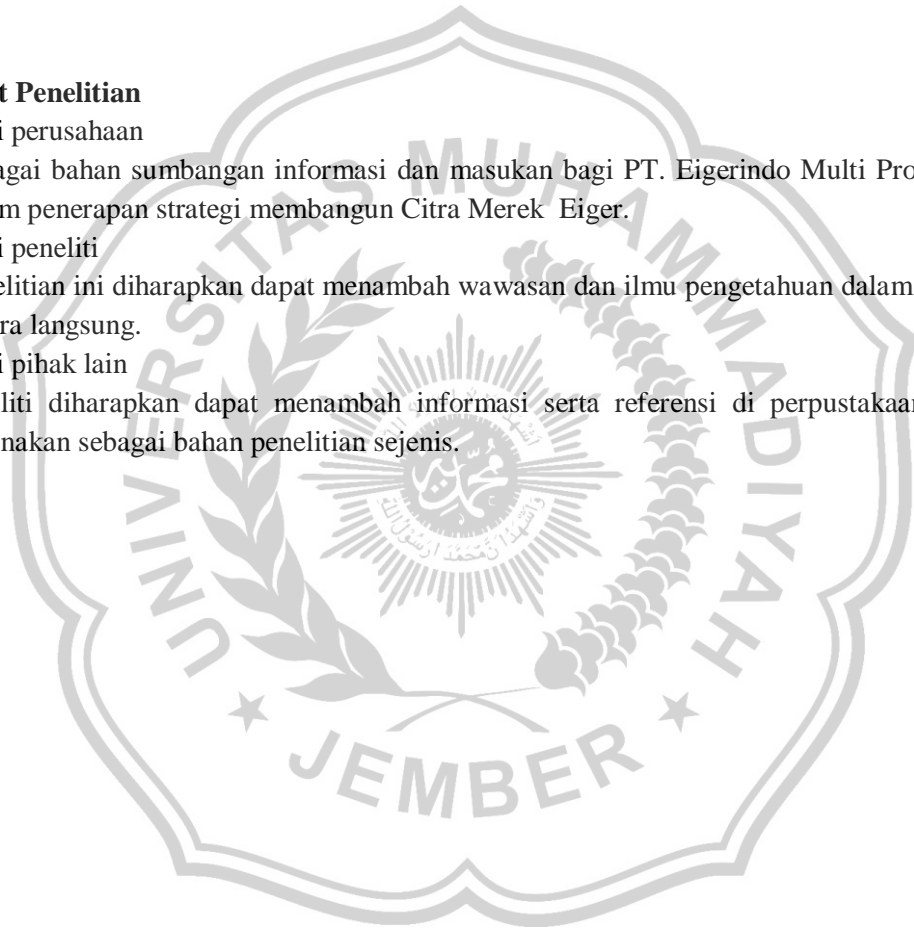 t Penelitian
i perusahaan
agai bahan sumbangan informasi dan masukan bagi PT. Eigerindo Multi Pro
m penerapan strategi membangun Citra Merek Eiger.
i peneliti
elitian ini diharapkan dapat menambah wawasan dan ilmu pengetahuan dalam
ra langsung.
i pihak lain
liti diharapkan dapat menambah informasi serta referensi di perpustakaan
nakan sebagai bahan penelitian sejenis.
UNIVERSITAS MUHAMMADIYAH
JEMBER